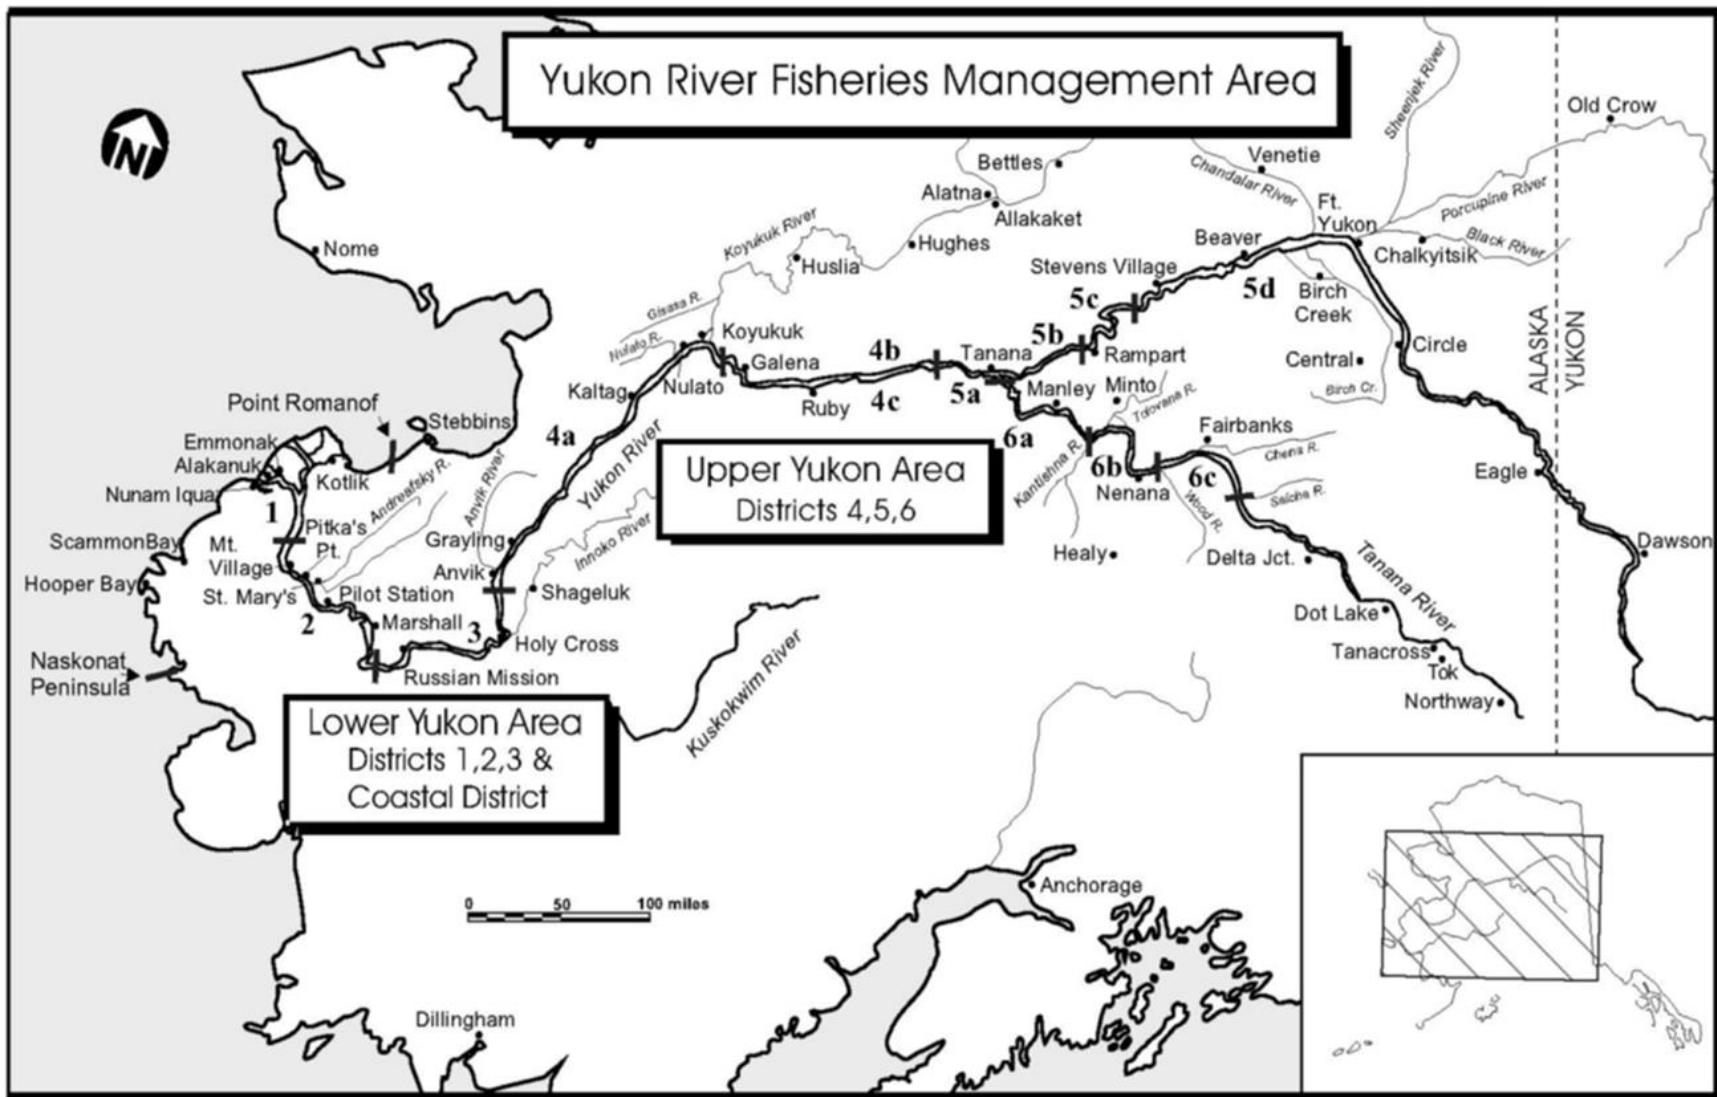 Yukon River Fisheries Management Area
N
Old Crow
Sheenjek River
Venetie
Chandalar River
Bettles
Alatna
Allakaket
Porcupine River
Ft.
Yukon
Black River
Chalkyitsik
Koyukuk River
Hughes
Huslia
Beaver
Nome
Stevens Village
5c
5d
Birch
Creek
ALASKA
YUKON
Gisasa R.
Nulato R.
Koyukuk
Galena
4b
Tanana
5b
Rampart
Circle
Central
Birch Cr.
Kaltag
Nulato
Ruby
4c
5a
Manley
Minto
Tolovana R.
Point Romanof
Stebbins
4a
Yukon River
6a
Fairbanks
Chena R.
Emmonak
Alakanuk
Nunam Iqua
Kotlik
Andreafsky R.
Anvik River
Upper Yukon Area
Districts 4,5,6
Kantishna R.
6b
Nenana
6c
Wood R.
Salcha R.
Eagle
1
Pitka's
Pt.
ScammonBay
Mt.
Village
Grayling
Innoko River
Healy
Delta Jct.
Tanana River
Dawson
Hooper Bay
St. Mary's
Pilot Station
Anvik
Shageluk
2
Marshall
3
Holy Cross
Dot Lake
Naskonat
Peninsula
Russian Mission
Kuskokwim River
Tanacross
Tok
Northway
Lower Yukon Area
Districts 1,2,3 &
Coastal District
0 50 100 miles
Anchorage
Dillingham